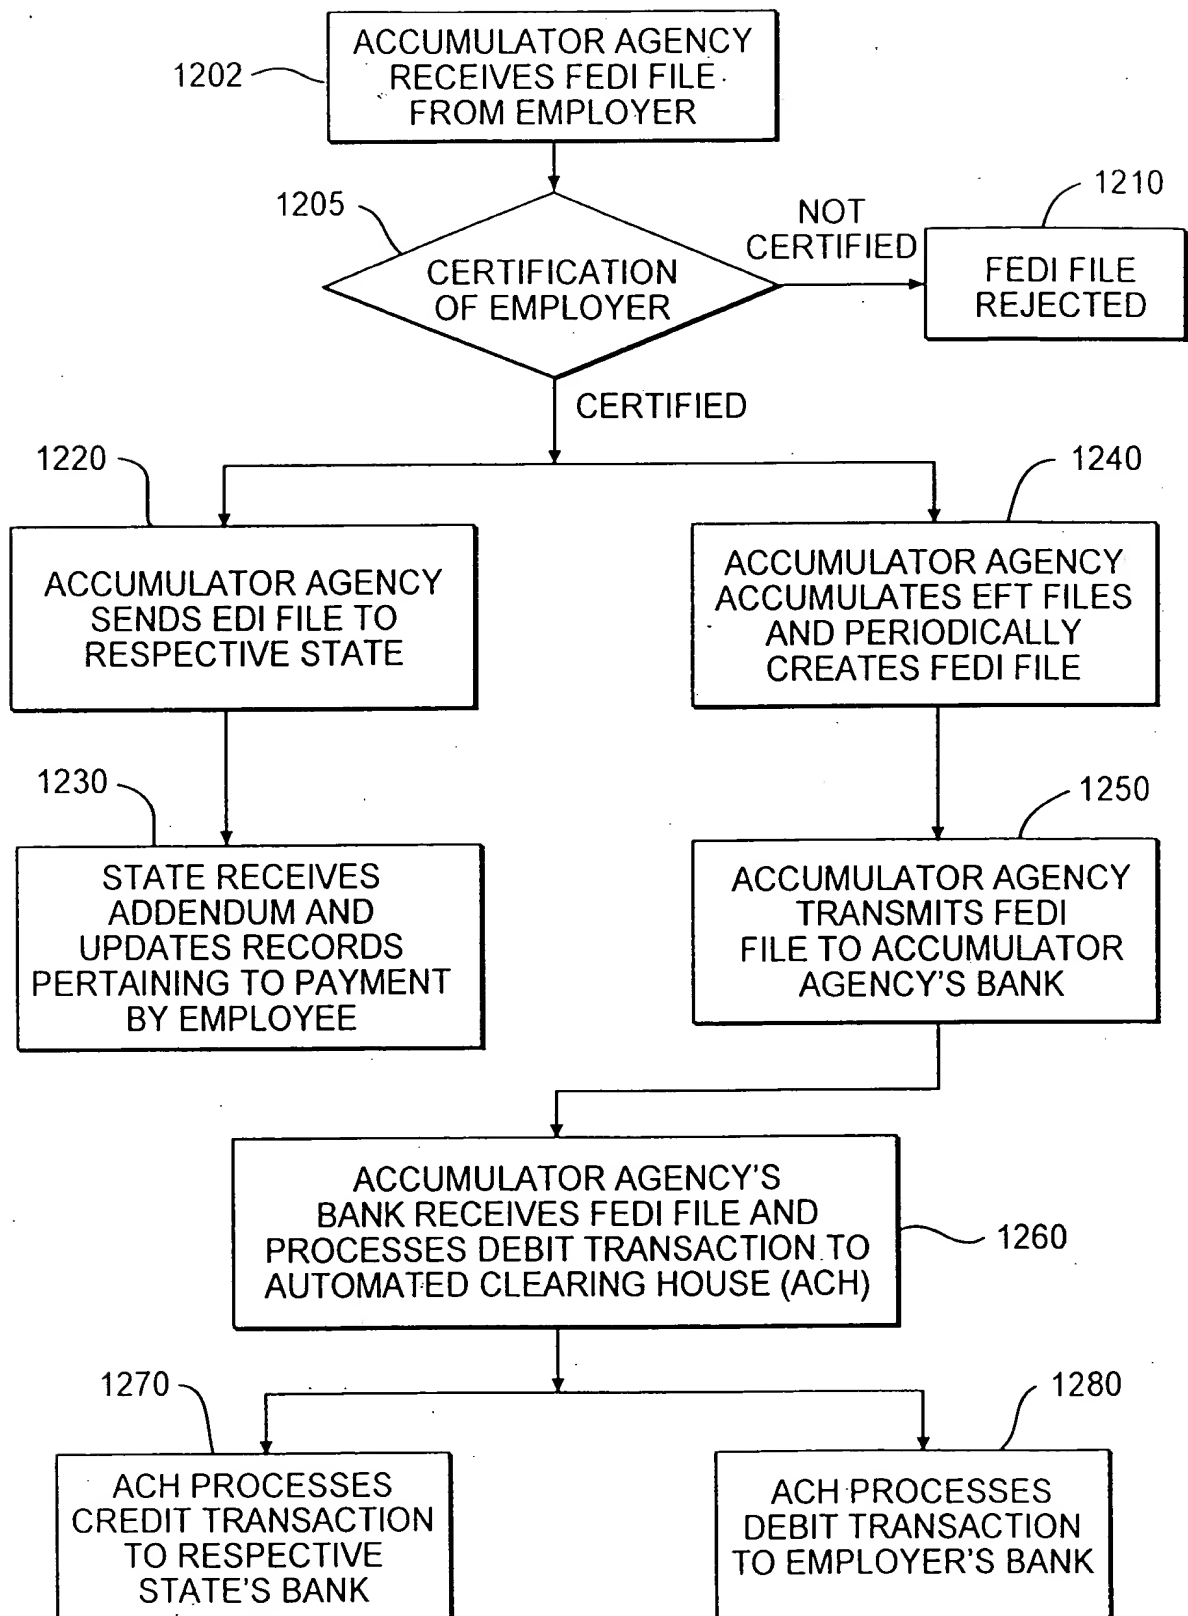 ACCUMULATOR AGENCY
RECEIVES FEDI FILE
FROM EMPLOYER
1202
1205
CERTIFICATION
OF EMPLOYER
NOT
CERTIFIED
1210
FEDI FILE
REJECTED
CERTIFIED
1220
ACCUMULATOR AGENCY
SENDS EDI FILE TO
RESPECTIVE STATE
1240
ACCUMULATOR AGENCY
ACCUMULATES EFT FILES
AND PERIODICALLY
CREATES FEDI FILE
1230
STATE RECEIVES
ADDENDUM AND
UPDATES RECORDS
PERTAINING TO PAYMENT
BY EMPLOYEE
1250
ACCUMULATOR AGENCY
TRANSMITS FEDI
FILE TO ACCUMULATOR
AGENCY'S BANK
ACCUMULATOR AGENCY'S
BANK RECEIVES FEDI FILE AND
PROCESSES DEBIT TRANSACTION TO
AUTOMATED CLEARING HOUSE (ACH)
1260
1270
ACH PROCESSES
CREDIT TRANSACTION
TO RESPECTIVE
STATE'S BANK
1280
ACH PROCESSES
DEBIT TRANSACTION
TO EMPLOYER'S BANK